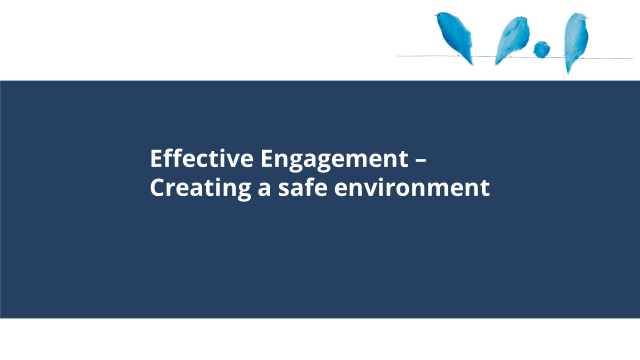 Effective Engagement –
Creating a safe environment